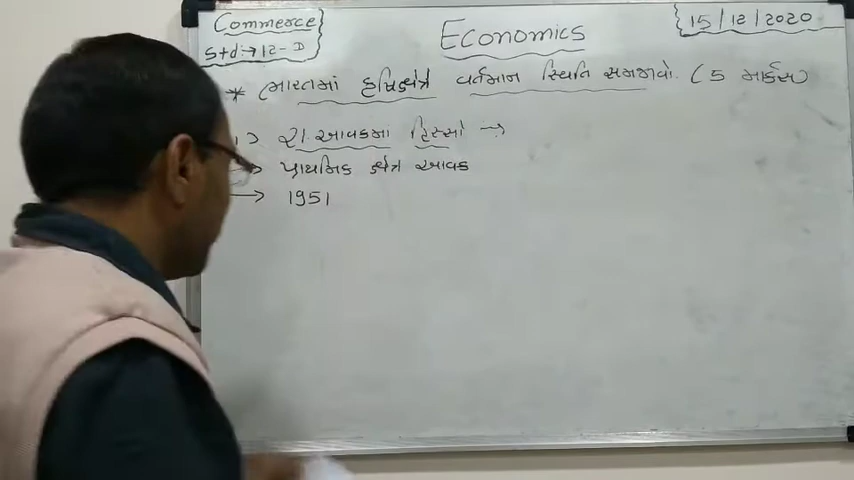 Commerce
Std:-> 12-D
Economics
15/12/2020
* ભારતમાં કૃષિક્ષેત્રે વર્તમાન સ્થિતિ સમજાવો. (5 માર્કસ)
રા.આવકમાં હિસ્સો ->
પ્રાથમિક ક્ષેત્ર આવક
-> 1951